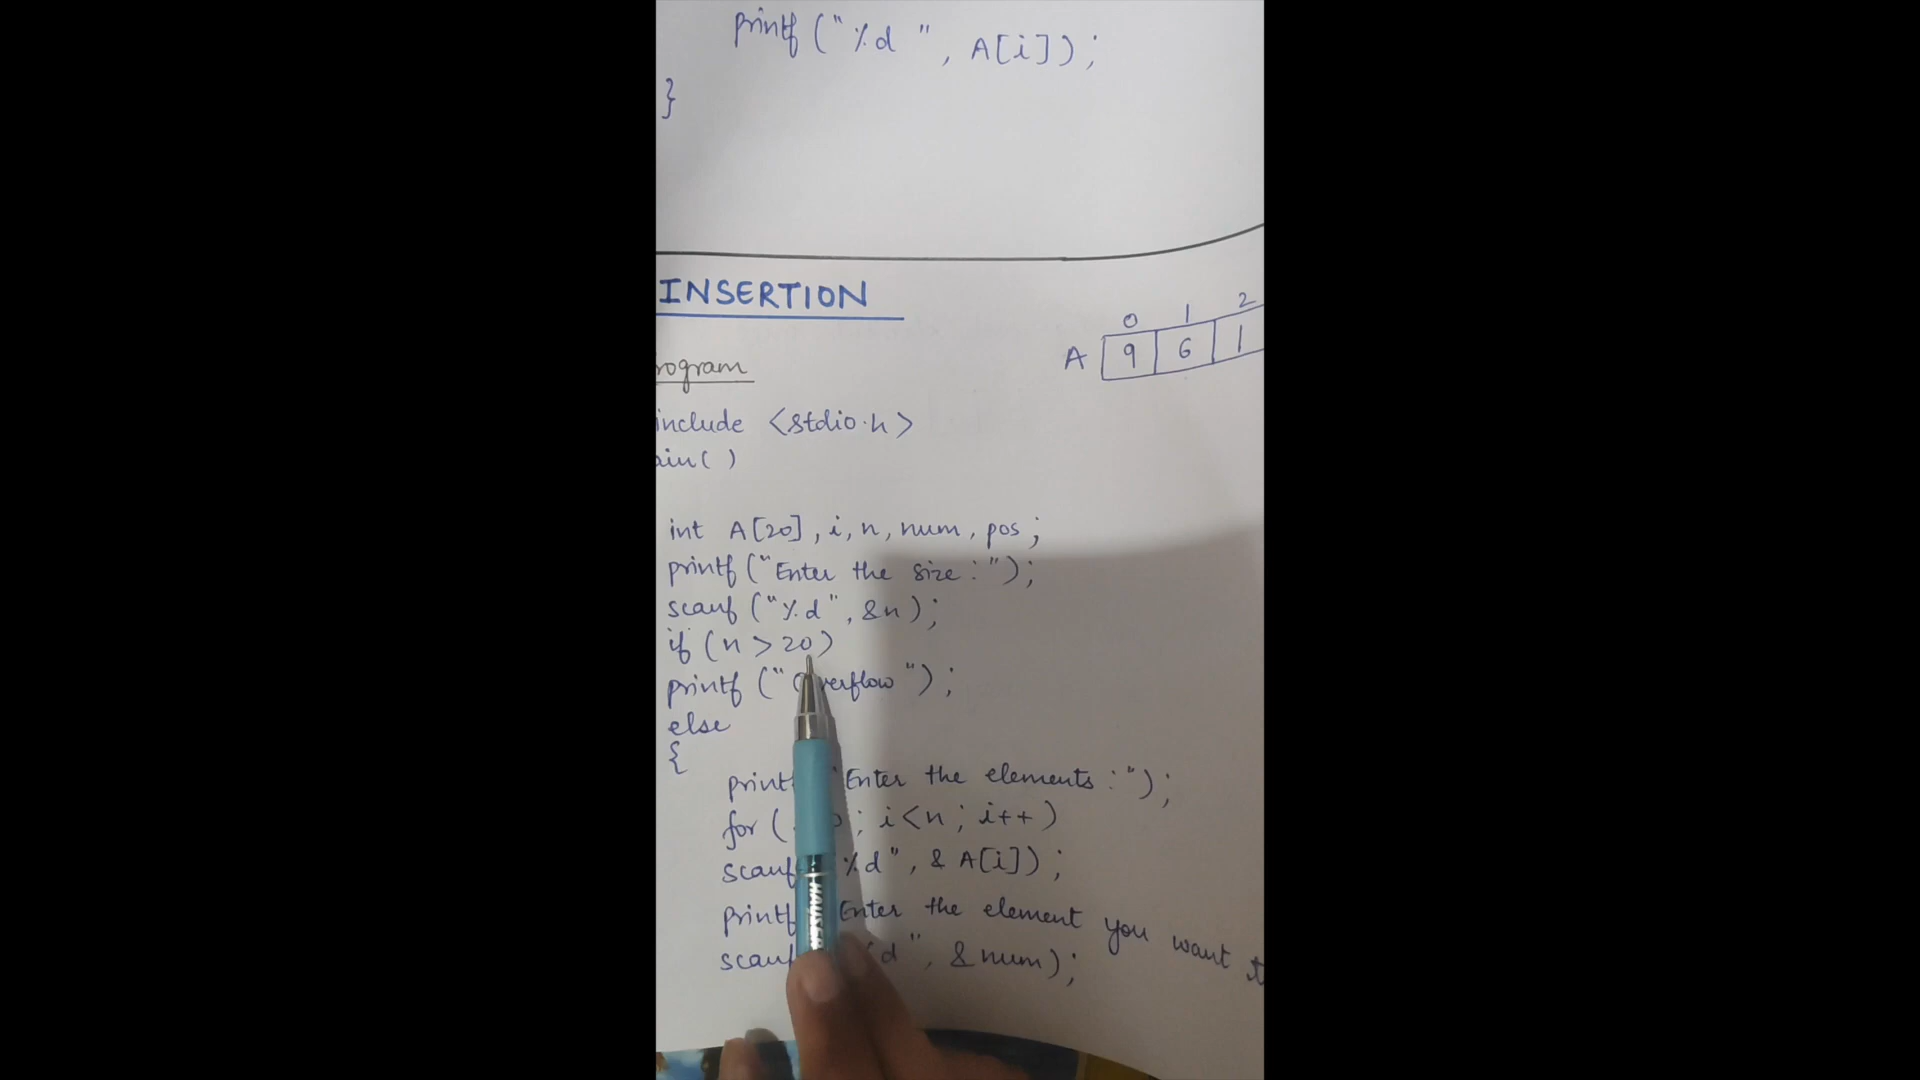 printf ("%d ", A[i]);
}
INSERTION
0 1 2
A 9 6 1
rogram
include <stdio.h>
ain( )
int A[20], i, n, num, pos;
printf ("Enter the size : ");
scanf ("%d", &n);
if (n > 20)
printf (" Overflow ");
else
{
print Enter the elements : ");
for ( ; i<n ; i++ )
scanf %d", & A[i]);
printf Enter the element you want
scanf d", & num);
HAUSER